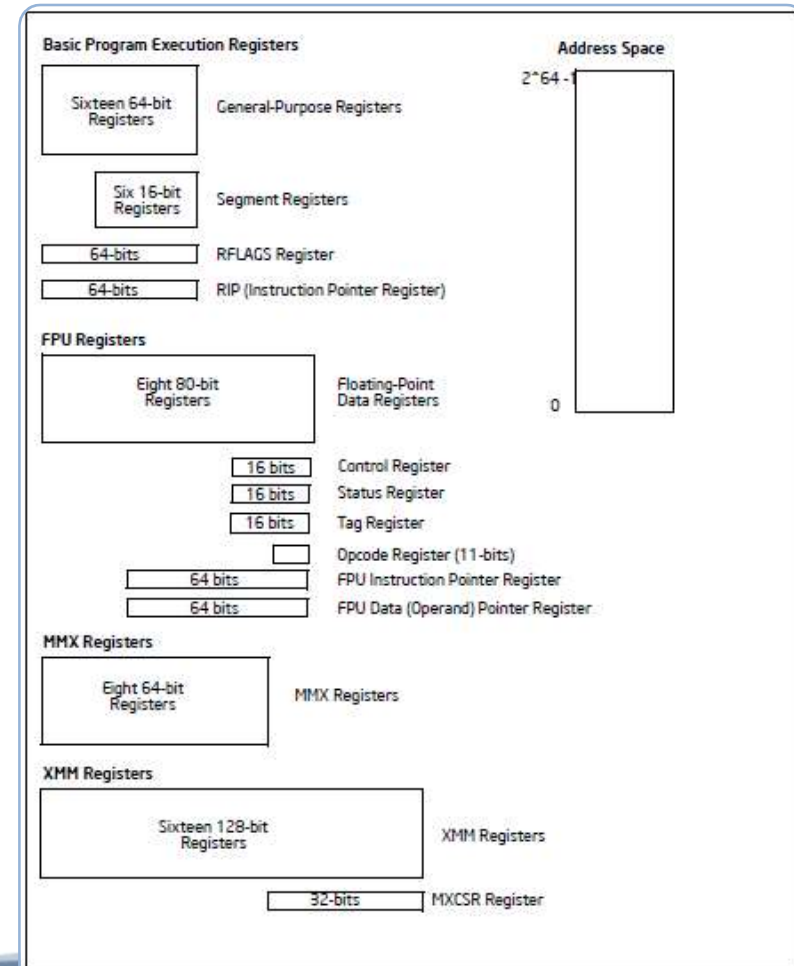 Basic Program Execution Registers
Address Space
2^64 -1
Sixteen 64-bit
Registers
General-Purpose Registers
Six 16-bit
Registers
Segment Registers
64-bits
RFLAGS Register
64-bits
RIP (Instruction Pointer Register)
FPU Registers
Eight 80-bit
Registers
Floating-Point
Data Registers
0
16 bits
Control Register
16 bits
Status Register
16 bits
Tag Register
Opcode Register (11-bits)
64 bits
FPU Instruction Pointer Register
64 bits
FPU Data (Operand) Pointer Register
MMX Registers
Eight 64-bit
Registers
MMX Registers
XMM Registers
Sixteen 128-bit
Registers
XMM Registers
32-bits
MXCSR Register